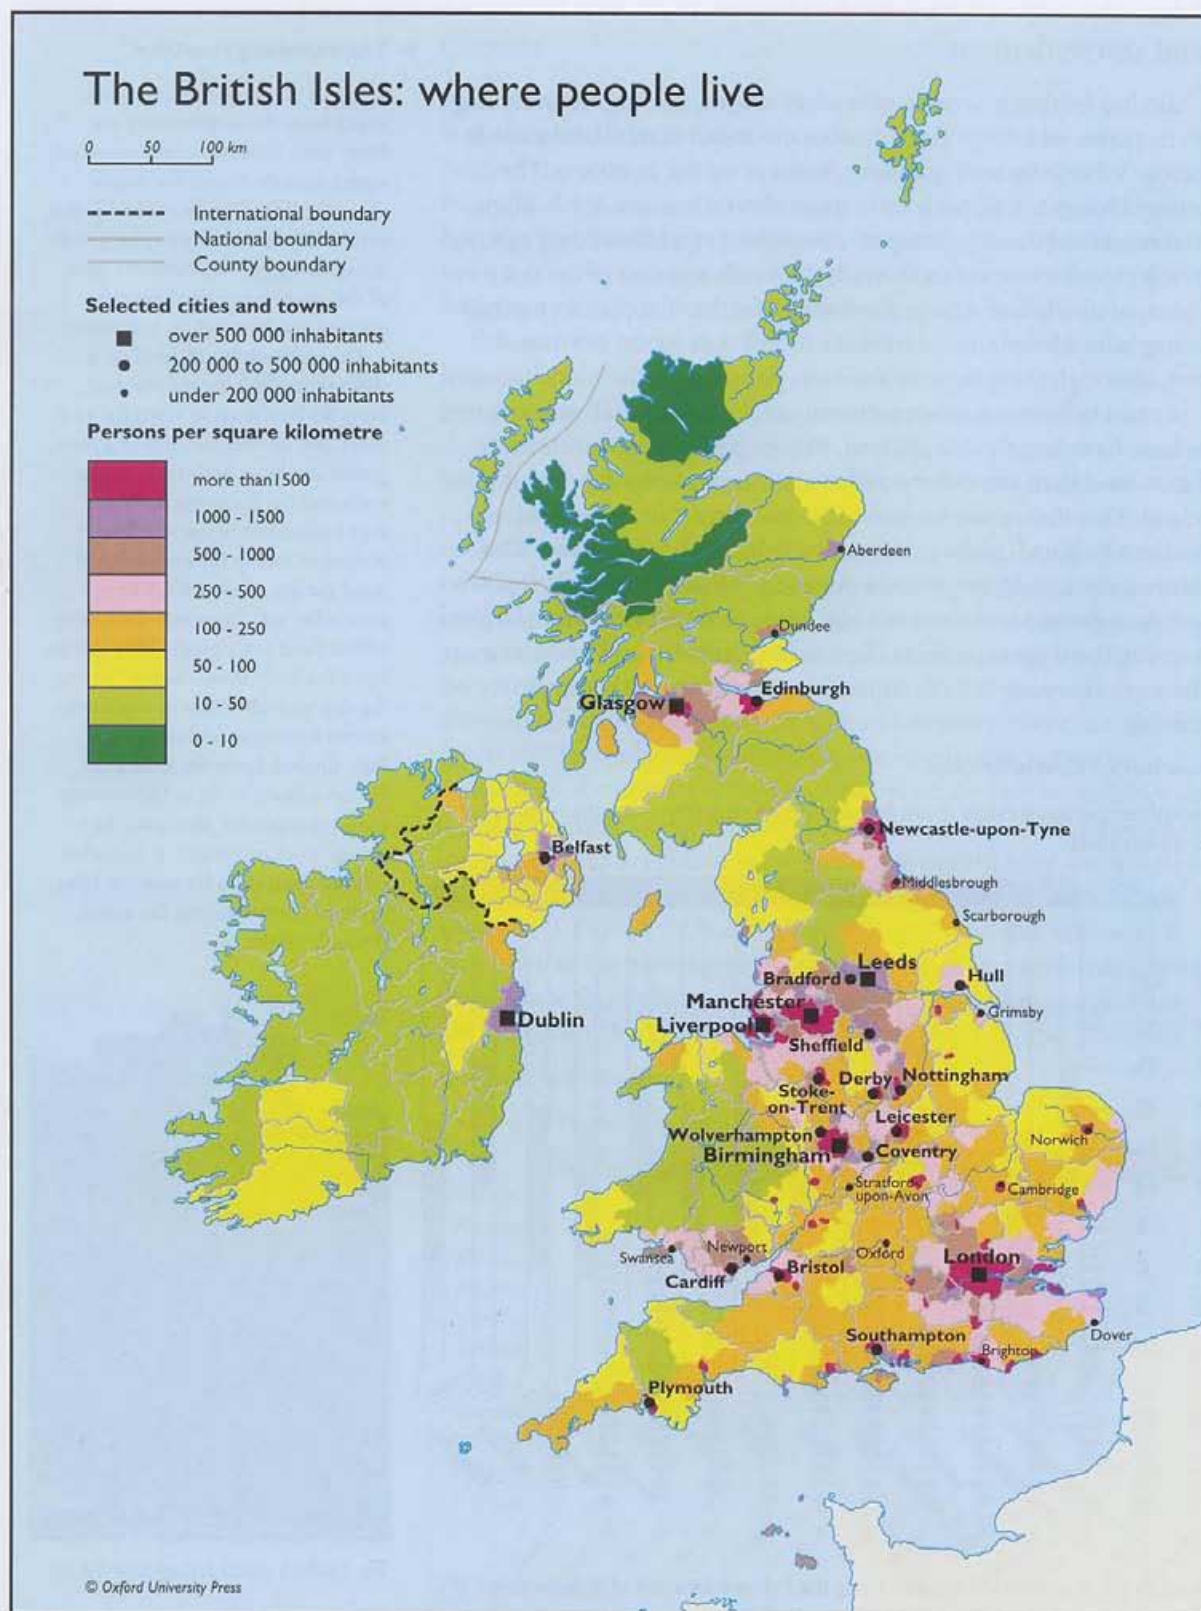 The British Isles: where people live
0 50 100 km
International boundary
National boundary
County boundary
Selected cities and towns
over 500 000 inhabitants
200 000 to 500 000 inhabitants
under 200 000 inhabitants
Persons per square kilometre
more than1500
1000 - 1500
500 - 1000
250 - 500
100 - 250
50 - 100
10 - 50
0 - 10
Aberdeen
Dundee
Edinburgh
Glasgow
Newcastle-upon-Tyne
Belfast
Middlesbrough
Scarborough
Leeds
Bradford
Hull
Manchester
Grimsby
Dublin
Liverpool
Sheffield
Derby
Nottingham
Stoke-
on-Trent
Leicester
Wolverhampton
Norwich
Birmingham
Coventry
Stratford-
upon-Avon
Cambridge
Swansea
Newport
Oxford
London
Cardiff
Bristol
Southampton
Brighton
Dover
Plymouth
© Oxford University Press